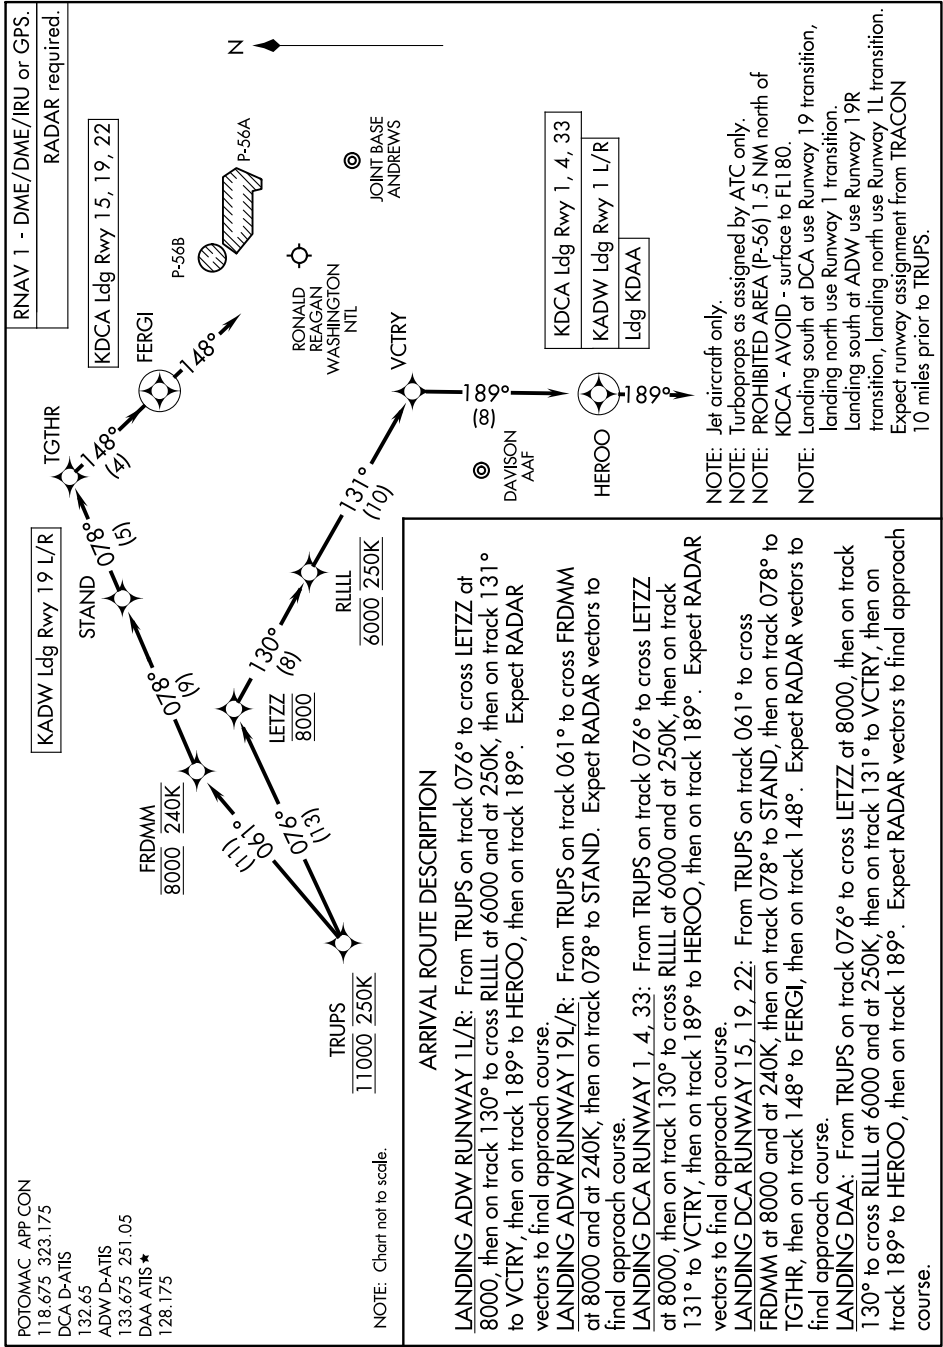 RNAV 1 - DME/DME/IRU or GPS.
RADAR required.
POTOMAC APP CON
118.675 323.175
DCA D-ATIS
132.65
ADW D-ATIS
133.675 251.05
DAA ATIS ★
128.175
NOTE: Chart not to scale.
TRUPS
11000 250K
061°
(11)
076°
(13)
FRDMM
8000 240K
078°
(9)
LETZZ
8000
130°
(8)
KADW Ldg Rwy 19 L/R
STAND
078°
(5)
RLLLL
6000 250K
131°
(10)
TGTHR
148°
(4)
KDCA Ldg Rwy 15, 19, 22
FERGI
148°
VCTRY
189°
(8)
DAVISON
AAF
HEROO
189°
KDCA Ldg Rwy 1, 4, 33
KADW Ldg Rwy 1 L/R
Ldg KDAA
P-56B
P-56A
RONALD
REAGAN
WASHINGTON
NTL
JOINT BASE
ANDREWS
N
NOTE: Jet aircraft only.
NOTE: Turboprops as assigned by ATC only.
NOTE: PROHIBITED AREA (P-56) 1.5 NM north of
KDCA - AVOID - surface to FL180.
NOTE: Landing south at DCA use Runway 19 transition,
landing north use Runway 1 transition.
Landing south at ADW use Runway 19R
transition, landing north use Runway 1L transition.
Expect runway assignment from TRACON
10 miles prior to TRUPS.
ARRIVAL ROUTE DESCRIPTION
LANDING ADW RUNWAY 1L/R: From TRUPS on track 076° to cross LETZZ at
8000, then on track 130° to cross RLLLL at 6000 and at 250K, then on track 131°
to VCTRY, then on track 189° to HEROO, then on track 189°. Expect RADAR
vectors to final approach course.
LANDING ADW RUNWAY 19L/R: From TRUPS on track 061° to cross FRDMM
at 8000 and at 240K, then on track 078° to STAND. Expect RADAR vectors to
final approach course.
LANDING DCA RUNWAY 1, 4, 33: From TRUPS on track 076° to cross LETZZ
at 8000, then on track 130° to cross RLLLL at 6000 and at 250K, then on track
131° to VCTRY, then on track 189° to HEROO, then on track 189°. Expect RADAR
vectors to final approach course.
LANDING DCA RUNWAY 15, 19, 22: From TRUPS on track 061° to cross
FRDMM at 8000 and at 240K, then on track 078° to STAND, then on track 078° to
TGTHR, then on track 148° to FERGI, then on track 148°. Expect RADAR vectors to
final approach course.
LANDING DAA: From TRUPS on track 076° to cross LETZZ at 8000, then on track
130° to cross RLLLL at 6000 and at 250K, then on track 131° to VCTRY, then on
track 189° to HEROO, then on track 189°. Expect RADAR vectors to final approach
course.